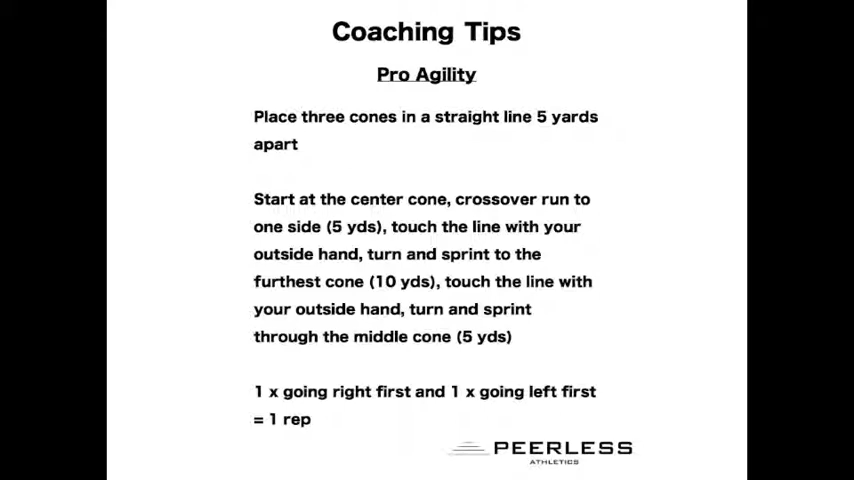 Coaching Tips
Pro Agility
Place three cones in a straight line 5 yards
apart
Start at the center cone, crossover run to
one side (5 yds), touch the line with your
outside hand, turn and sprint to the
furthest cone (10 yds), touch the line with
your outside hand, turn and sprint
through the middle cone (5 yds)
1 x going right first and 1 x going left first
= 1 rep
PEERLESS
ATHLETICS